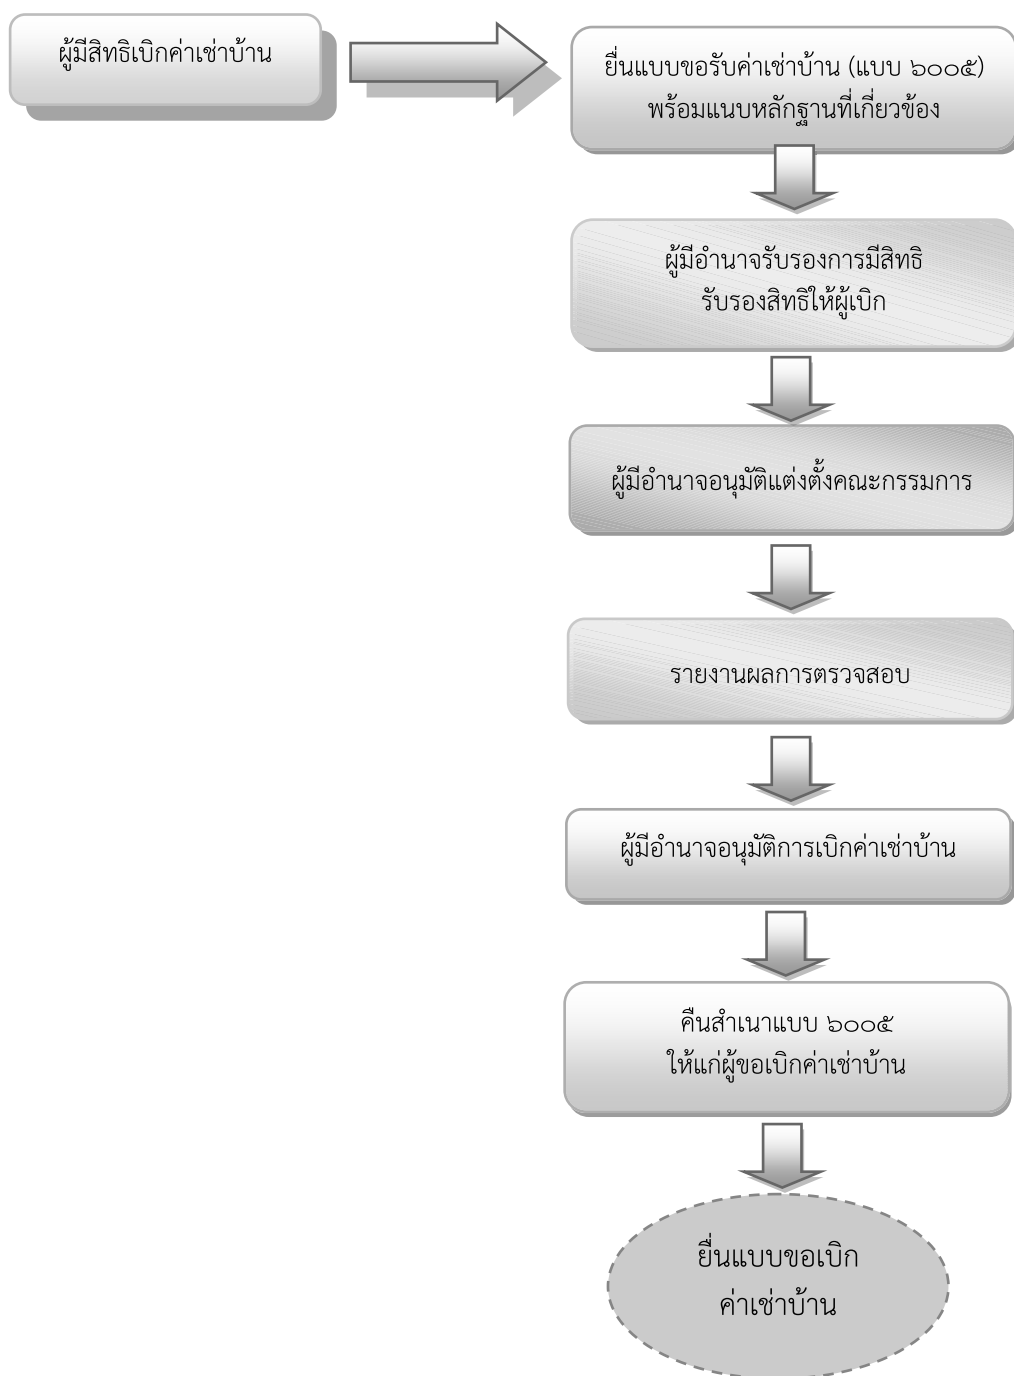 ผู้มีสิทธิเบิกค่าเช่าบ้าน
ยื่นแบบขอรับค่าเช่าบ้าน (แบบ ๖๐๐๕)
พร้อมแนบหลักฐานที่เกี่ยวข้อง
ผู้มีอำนาจรับรองการมีสิทธิ
รับรองสิทธิให้ผู้เบิก
ผู้มีอำนาจอนุมัติแต่งตั้งคณะกรรมการ
รายงานผลการตรวจสอบ
ผู้มีอำนาจอนุมัติการเบิกค่าเช่าบ้าน
คืนสำเนาแบบ ๖๐๐๕
ให้แก่ผู้ขอเบิกค่าเช่าบ้าน
ยื่นแบบขอเบิก
ค่าเช่าบ้าน